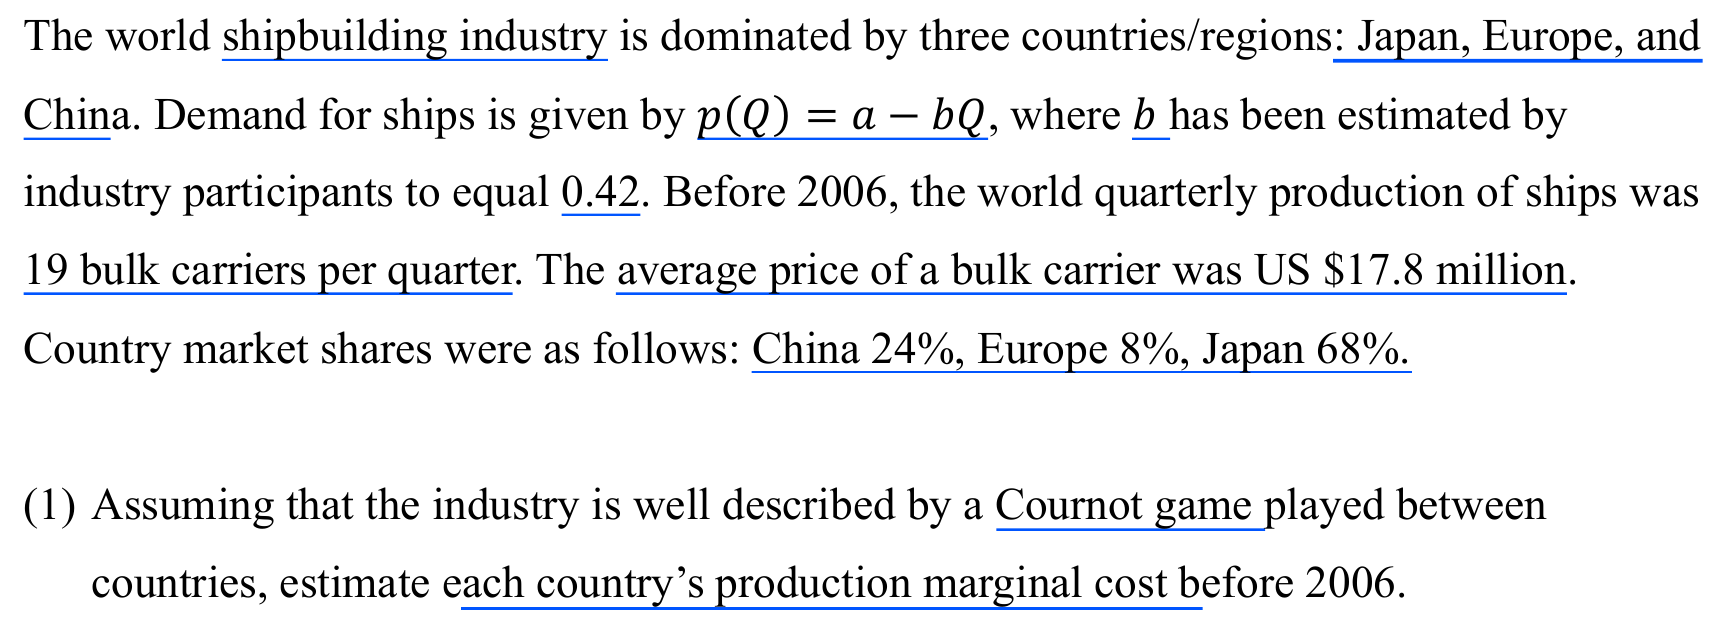 The world shipbuilding industry is dominated by three countries/regions: Japan, Europe, and
China. Demand for ships is given by p(Q) = a − bQ, where b has been estimated by
industry participants to equal 0.42. Before 2006, the world quarterly production of ships was
19 bulk carriers per quarter. The average price of a bulk carrier was US $17.8 million.
Country market shares were as follows: China 24%, Europe 8%, Japan 68%.
(1) Assuming that the industry is well described by a Cournot game played between
countries, estimate each country’s production marginal cost before 2006.